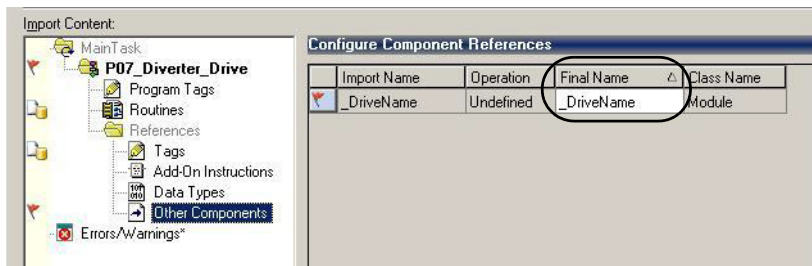 Import Content:
MainTask
P07_Diverter_Drive
Program Tags
Routines
References
Tags
Add-On Instructions
Data Types
Other Components
Errors/Warnings*
Configure Component References
Import Name Operation Final Name Class Name
_DriveName Undefined _DriveName Module